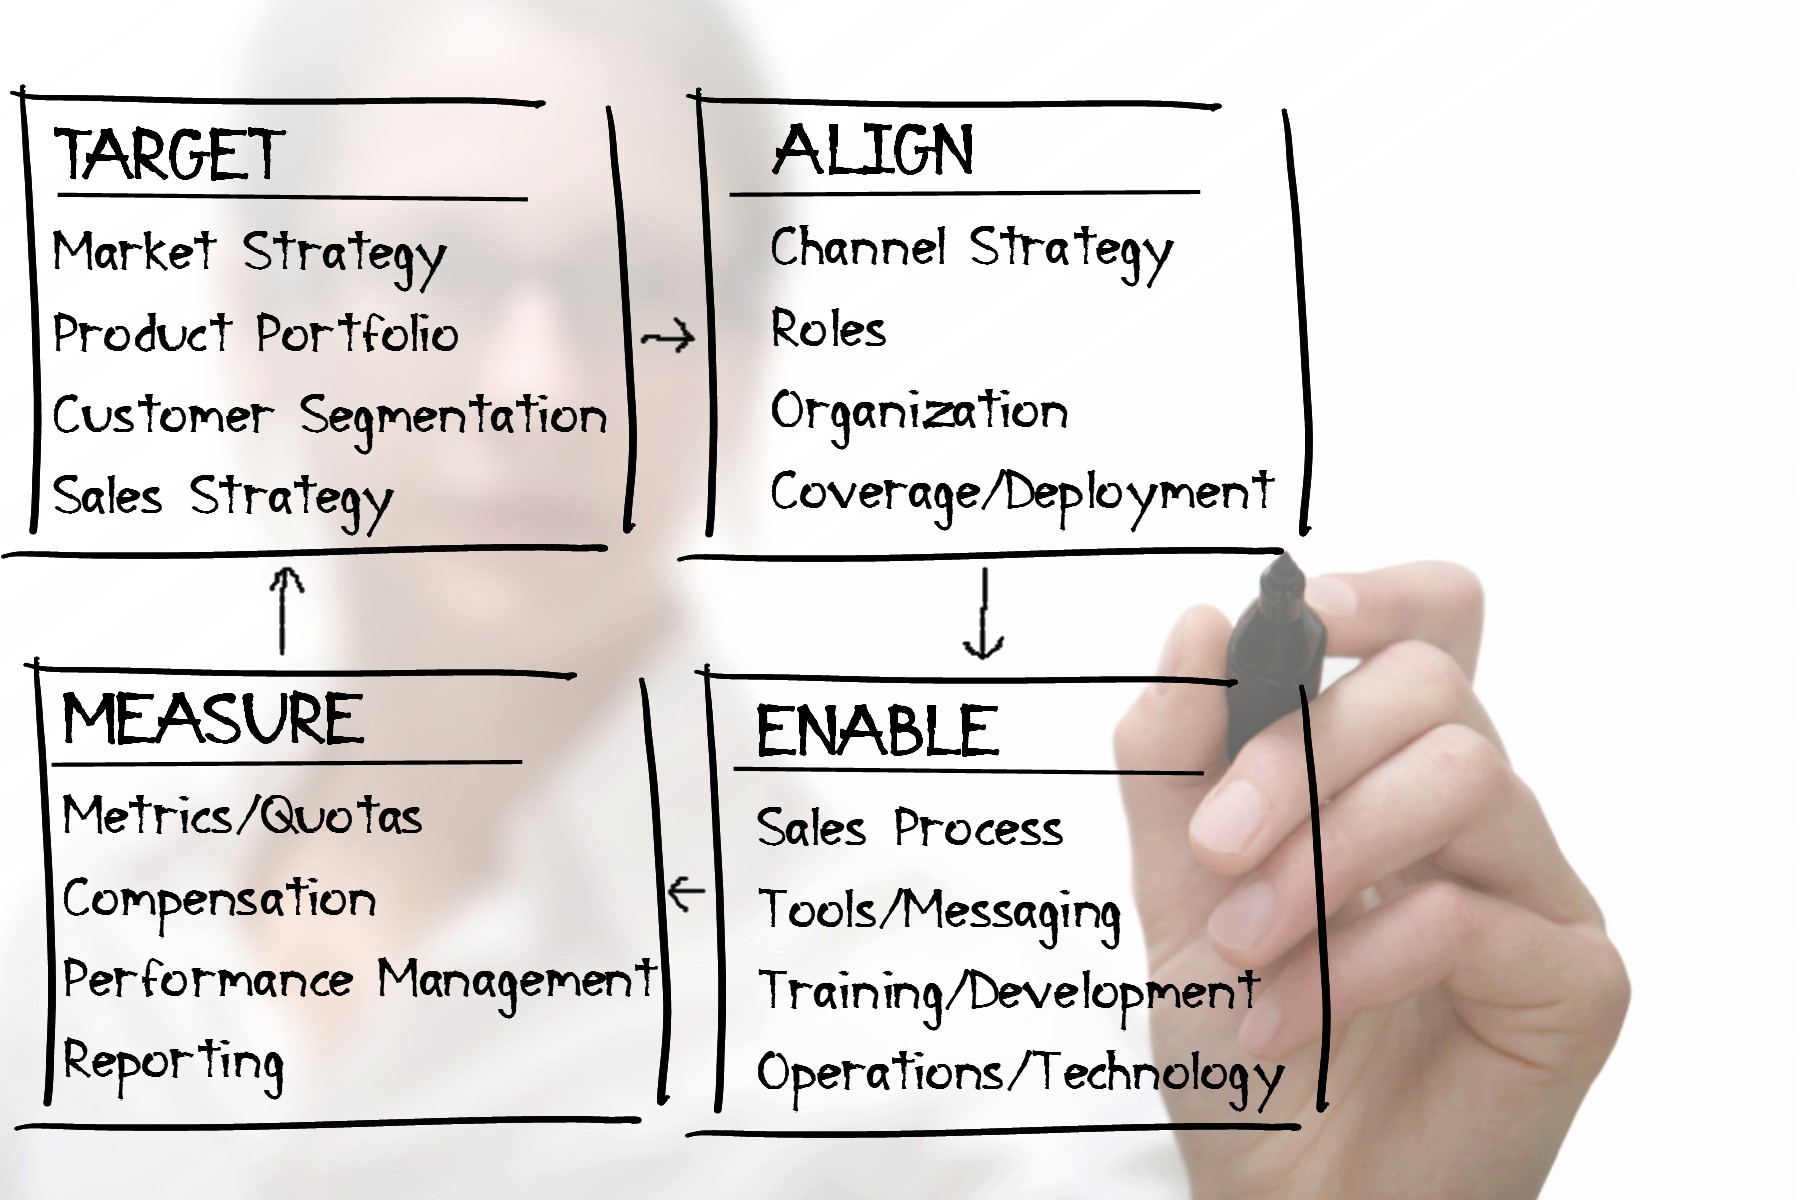 TARGET
Market Strategy
Product Portfolio
Customer Segmentation
Sales Strategy
ALIGN
Channel Strategy
Roles
Organization
Coverage/Deployment
MEASURE
Metrics/Quotas
Compensation
Performance Management
Reporting
ENABLE
Sales Process
Tools/Messaging
Training/Development
Operations/Technology